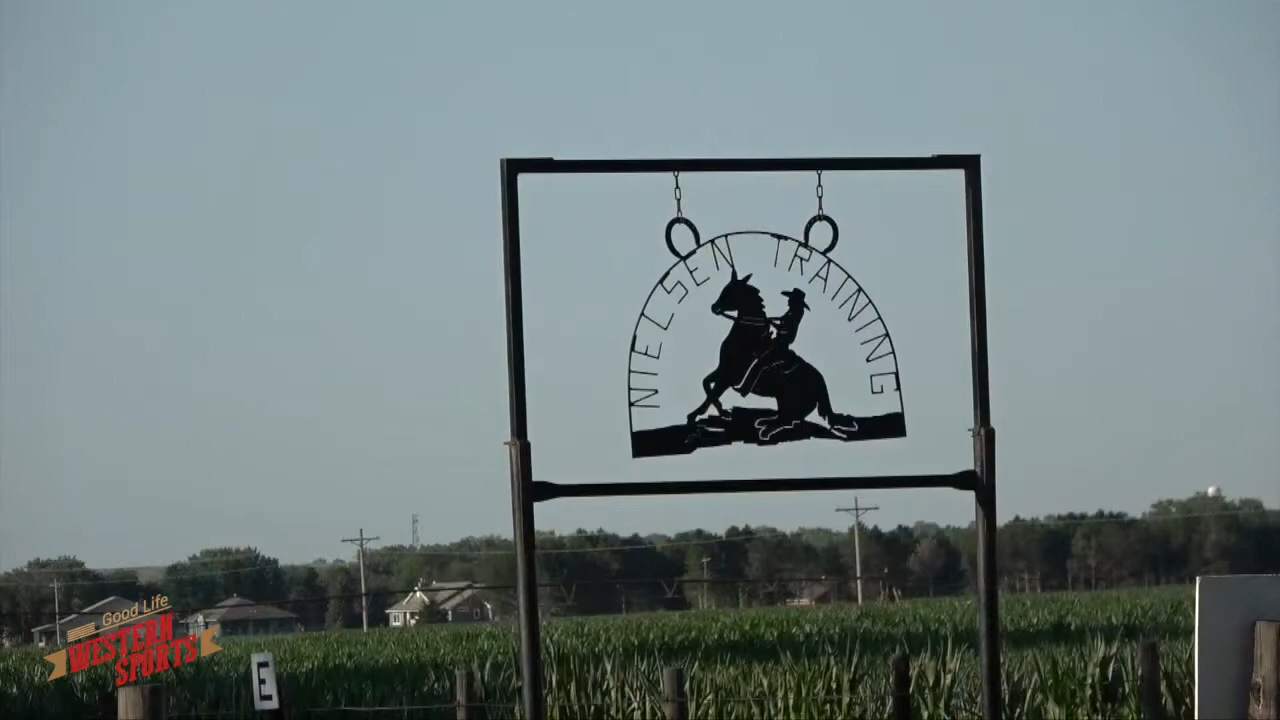 NIELSEN TRAINING
Good Life
WESTERN
SPORTS
E